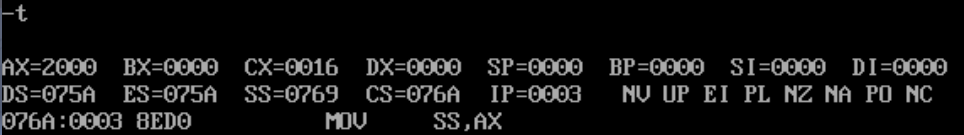 -t
AX=2000 BX=0000 CX=0016 DX=0000 SP=0000 BP=0000 SI=0000 DI=0000
DS=075A ES=075A SS=0769 CS=076A IP=0003 NV UP EI PL NZ NA PO NC
076A:0003 8ED0 MOV SS,AX